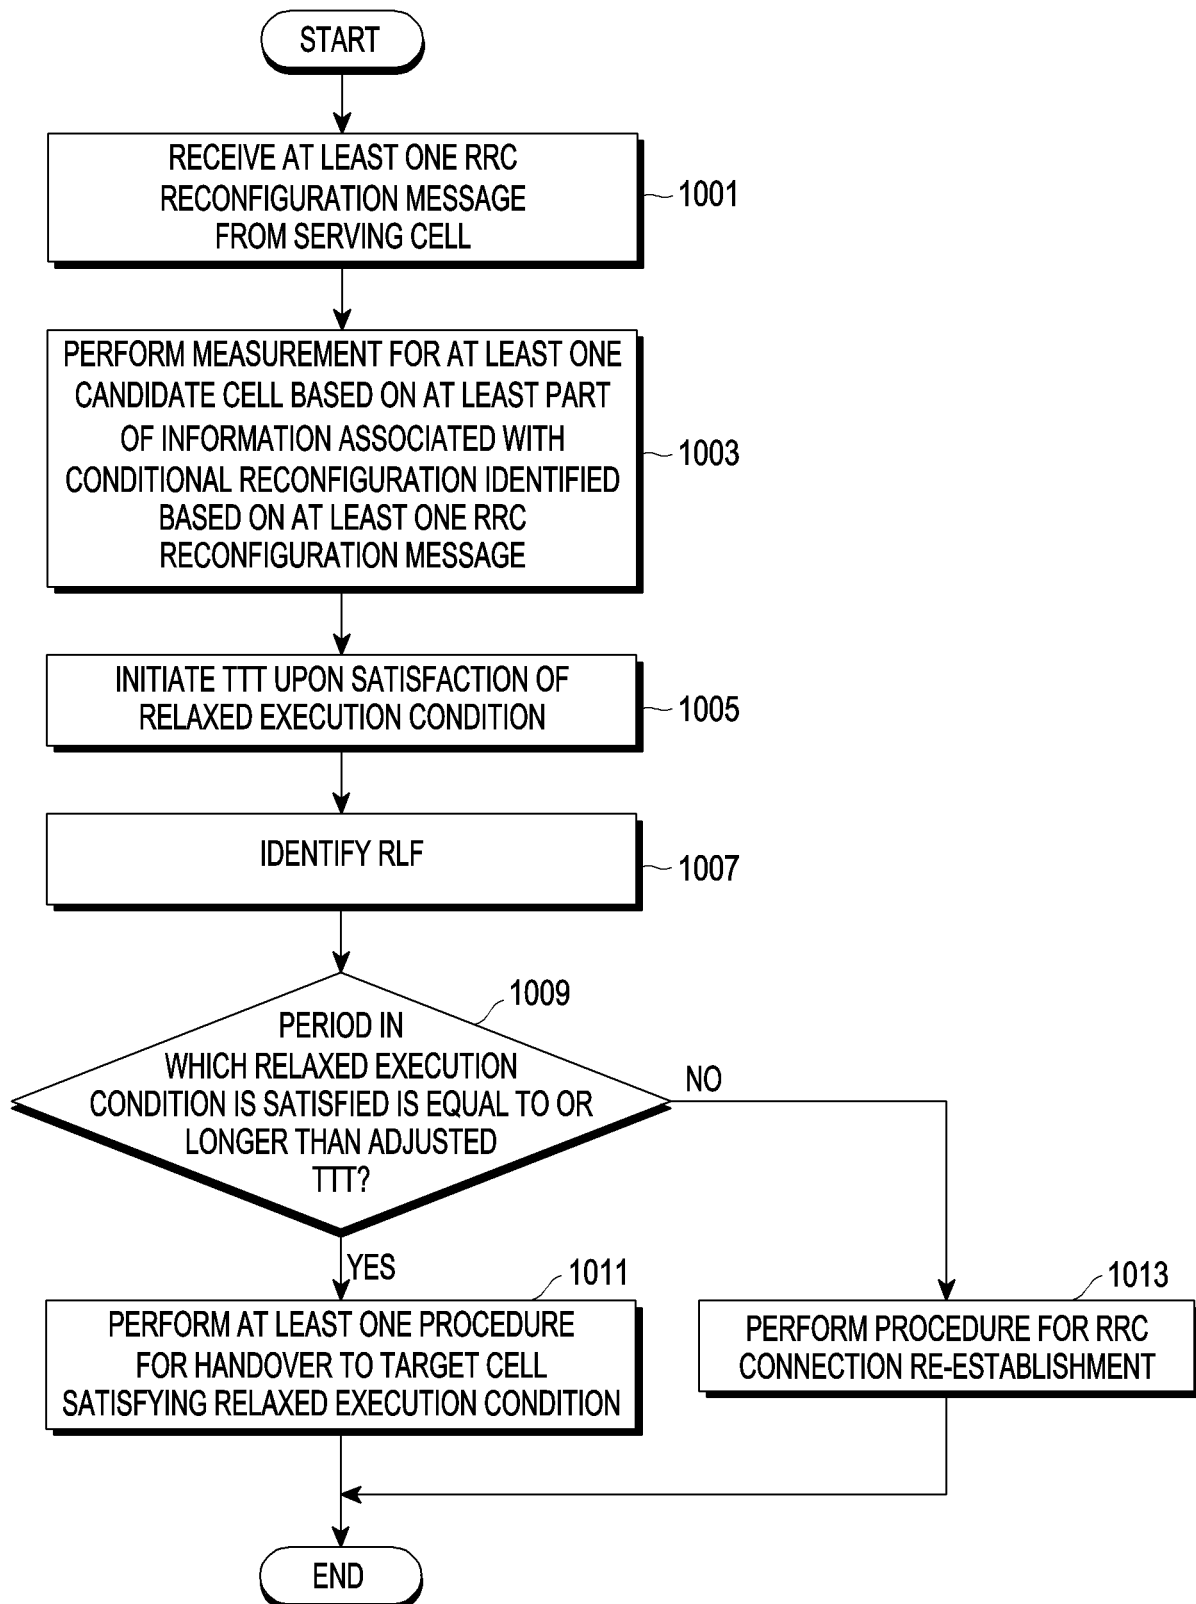 START
RECEIVE AT LEAST ONE RRC
RECONFIGURATION MESSAGE
FROM SERVING CELL
1001
PERFORM MEASUREMENT FOR AT LEAST ONE
CANDIDATE CELL BASED ON AT LEAST PART
OF INFORMATION ASSOCIATED WITH
CONDITIONAL RECONFIGURATION IDENTIFIED
BASED ON AT LEAST ONE RRC
RECONFIGURATION MESSAGE
1003
INITIATE TTT UPON SATISFACTION OF
RELAXED EXECUTION CONDITION
1005
IDENTIFY RLF
1007
1009
PERIOD IN
WHICH RELAXED EXECUTION
CONDITION IS SATISFIED IS EQUAL TO OR
LONGER THAN ADJUSTED
TTT?
NO
YES
1011
PERFORM AT LEAST ONE PROCEDURE
FOR HANDOVER TO TARGET CELL
SATISFYING RELAXED EXECUTION CONDITION
1013
PERFORM PROCEDURE FOR RRC
CONNECTION RE-ESTABLISHMENT
END